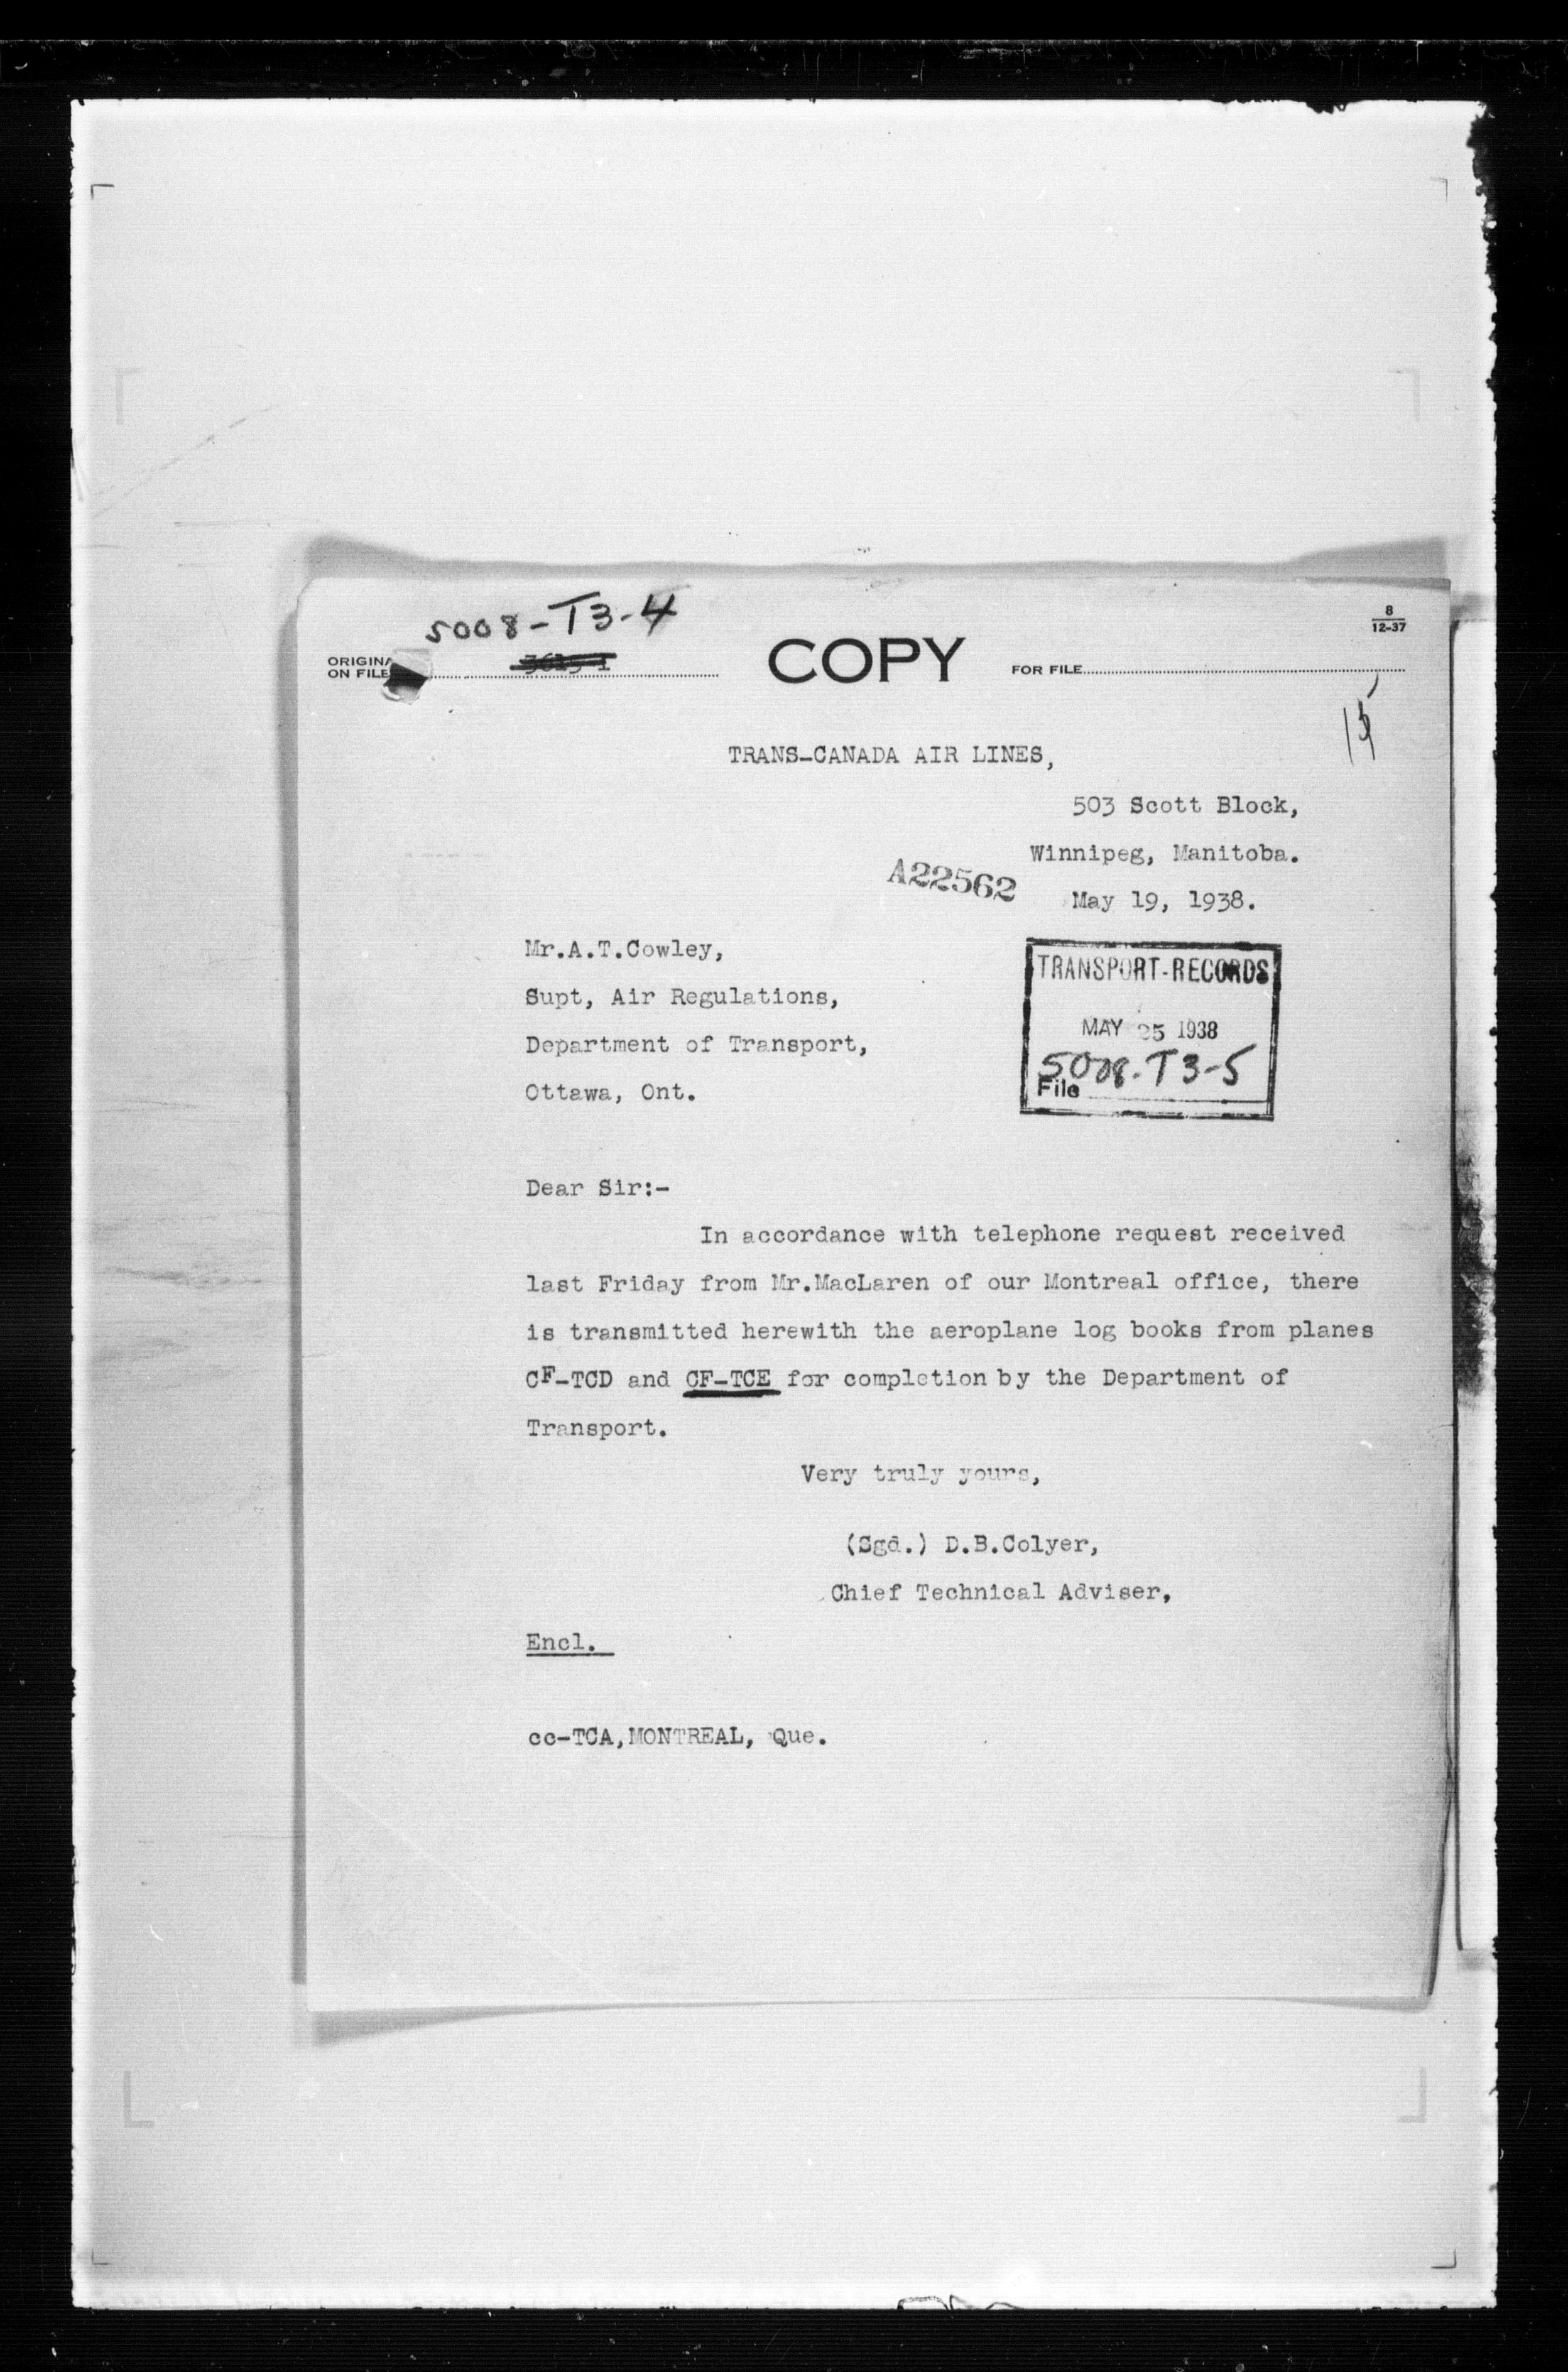 5008-T3-4
8
12-37
ORIGINA
ON FILE
COPY
FOR FILE
15
TRANS-CANADA AIR LINES,
503 Scott Block,
Winnipeg, Manitoba.
A22562
May 19, 1938.
Mr.A.T.Cowley,
Supt, Air Regulations,
Department of Transport,
Ottawa, Ont.
TRANSPORT-RECORDS
MAY 25 1938
5008-T3-5
File
Dear Sir:-
In accordance with telephone request received
last Friday from Mr.MacLaren of our Montreal office, there
is transmitted herewith the aeroplane log books from planes
CF-TCD and CF-TCE for completion by the Department of
Transport.
Very truly yours,
(Sgd.) D.B.Colyer,
Chief Technical Adviser,
Encl.
cc-TCA,MONTREAL, Que.